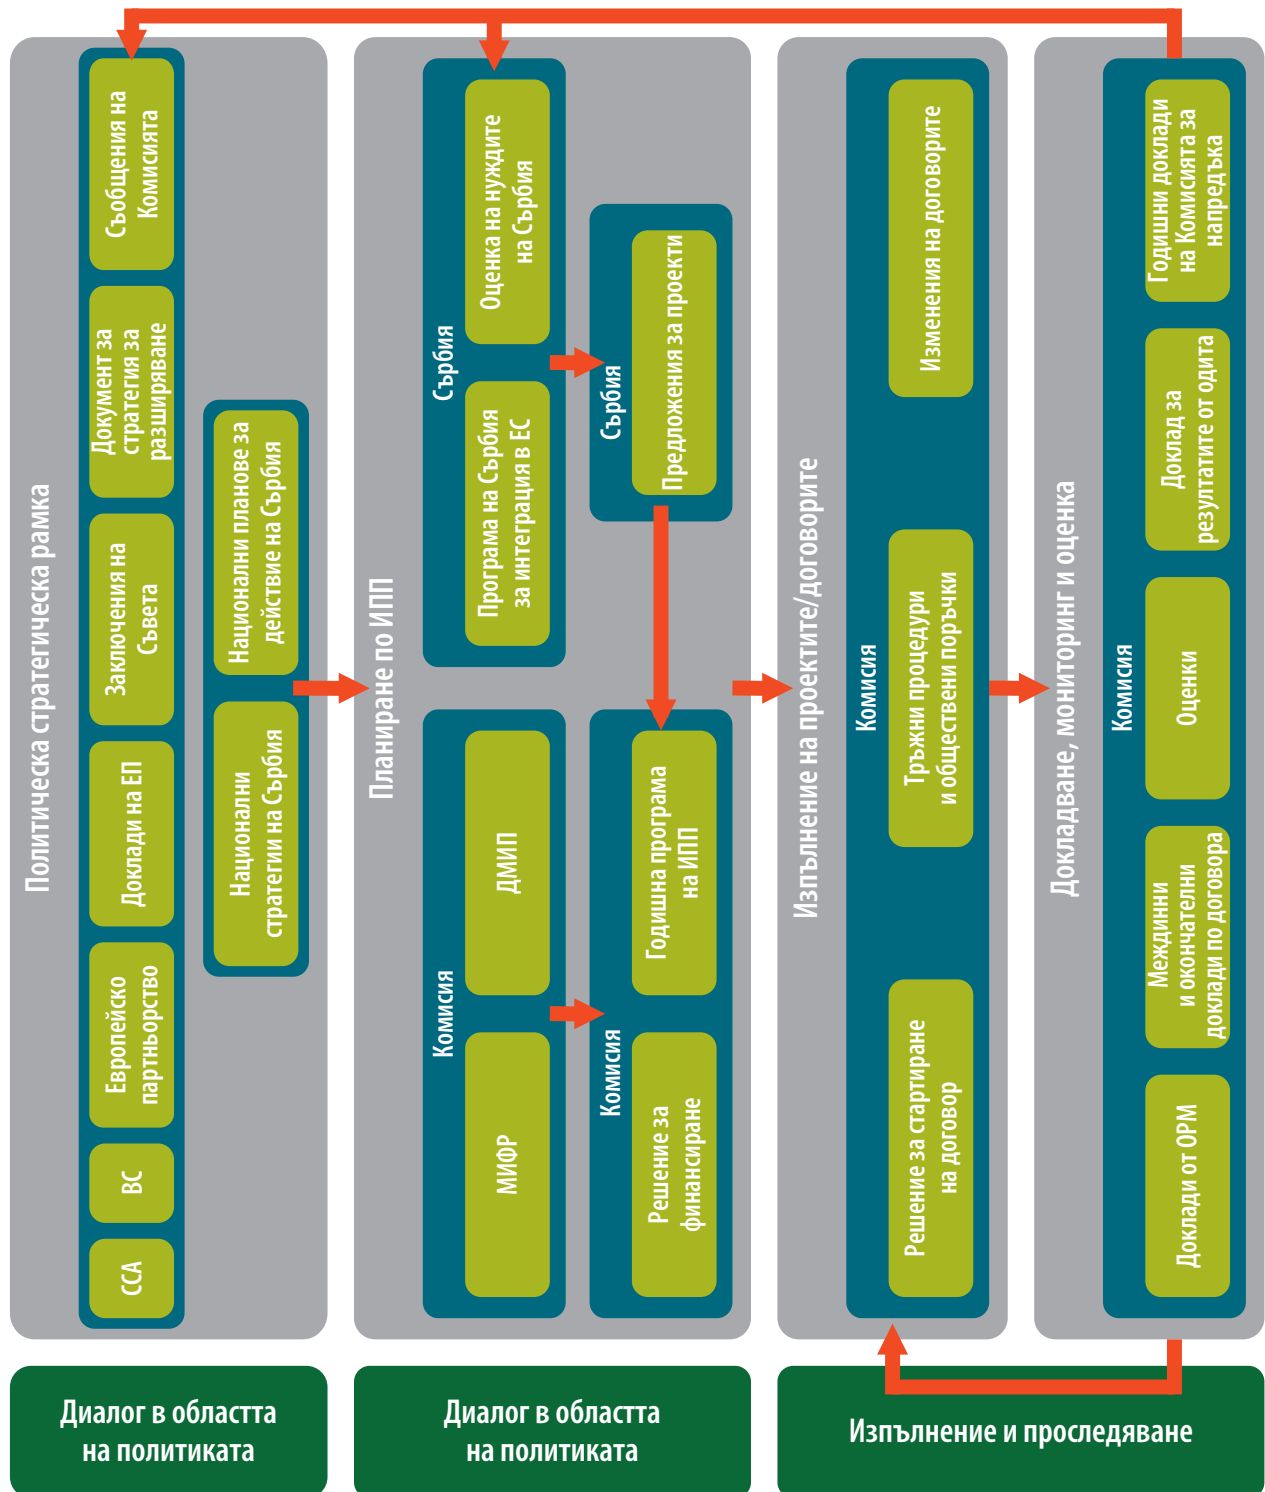 Политическа стратегическа рамка
ССА
ВС
Европейско
партньорство
Доклади на ЕП
Заключения на
Съвета
Документ за
стратегия за
разширяване
Съобщения на
Комисията
Национални
стратегии на Сърбия
Национални планове за
действие на Сърбия
Планиране по ИПП
Комисия
МИФР
ДМИП
Сърбия
Програма на Сърбия
за интеграция в ЕС
Оценка на нуждите
на Сърбия
Комисия
Решение за
финансиране
Годишна програма
на ИПП
Сърбия
Предложения за проекти
Изпълнение на проектите/договорите
Комисия
Решение за стартиране
на договор
Тръжни процедури
и обществени поръчки
Изменения на договорите
Докладване, мониторинг и оценка
Комисия
Доклади от ОРМ
Междинни
и окончателни
доклади по договора
Оценки
Доклад за
резултатите от одита
Годишни доклади
на Комисията за
напредъка
Диалог в областта
на политиката
Диалог в областта
на политиката
Изпълнение и проследяване